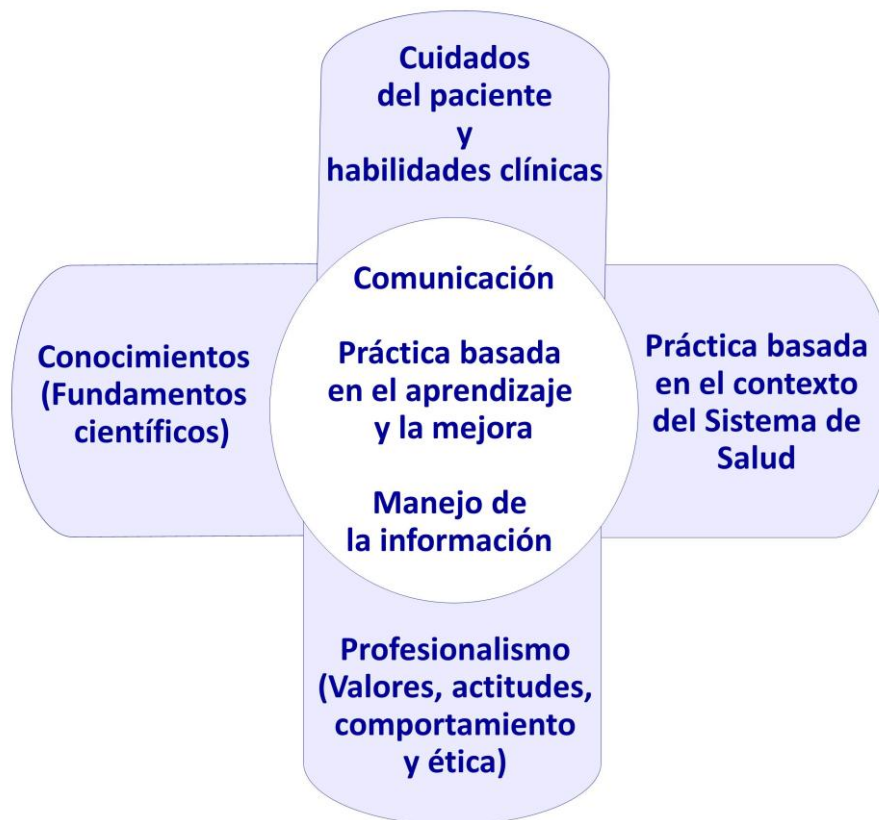 Cuidados
del paciente
y
habilidades clínicas
Comunicación
Práctica basada
en el aprendizaje
y la mejora
Manejo de
la información
Conocimientos
(Fundamentos
científicos)
Práctica basada
en el contexto
del Sistema de
Salud
Profesionalismo
(Valores, actitudes,
comportamiento
y ética)